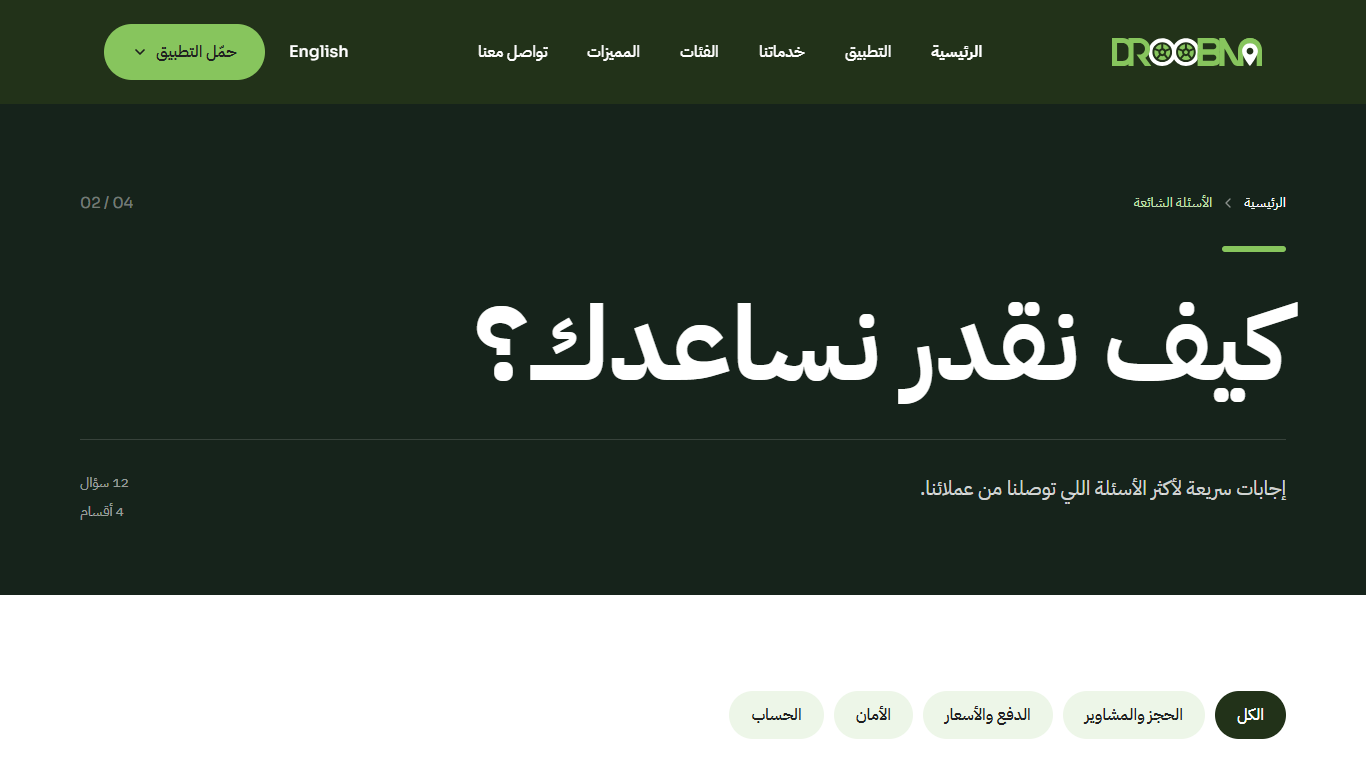 DROOBNA
الرئيسية
التطبيق
خدماتنا
الفئات
المميزات
تواصل معنا
English
حمّل التطبيق
الرئيسية > الأسئلة الشائعة
02 / 04
كيف نقدر نساعدك؟
إجابات سريعة لأكثر الأسئلة اللي توصلنا من عملائنا.
12 سؤال
4 أقسام
الكل
الحجز والمشاوير
الدفع والأسعار
الأمان
الحساب